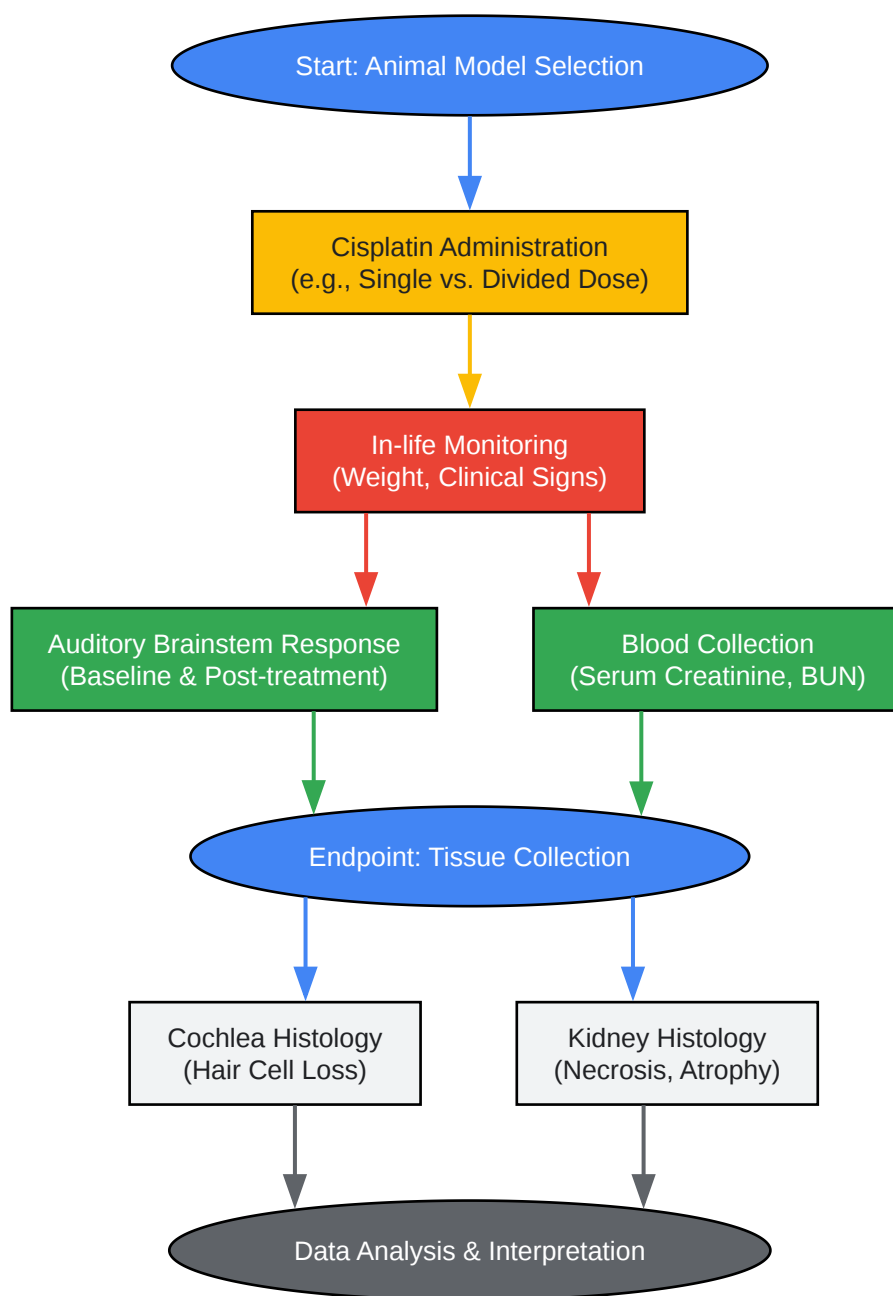 Start: Animal Model Selection
Cisplatin Administration
(e.g., Single vs. Divided Dose)
In-life Monitoring
(Weight, Clinical Signs)
Auditory Brainstem Response
(Baseline & Post-treatment)
Blood Collection
(Serum Creatinine, BUN)
Endpoint: Tissue Collection
Cochlea Histology
(Hair Cell Loss)
Kidney Histology
(Necrosis, Atrophy)
Data Analysis & Interpretation